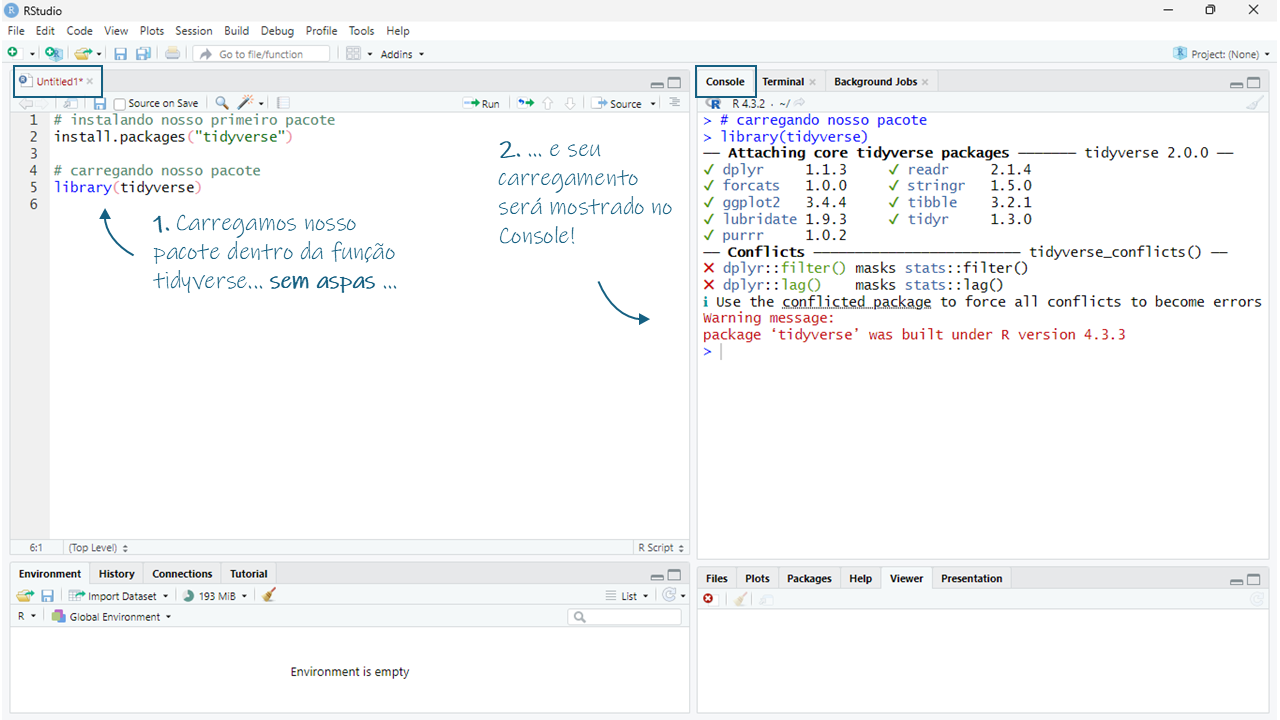 RStudio
File Edit Code View Plots Session Build Debug Profile Tools Help
Go to file/function Addins Project: (None)
Untitled1*
Source on Save Run Source
1 # instalando nosso primeiro pacote
2 install.packages("tidyverse")
3
4 # carregando nosso pacote
5 library(tidyverse)
6
1. Carregamos nosso
pacote dentro da função
tidyverse... sem aspas ...
2. ... e seu
carregamento
será mostrado no
Console!
6:1 (Top Level) R Script
Console Terminal Background Jobs
R 4.3.2 · ~/
> # carregando nosso pacote
> library(tidyverse)
── Attaching core tidyverse packages ─────── tidyverse 2.0.0 ──
✓ dplyr 1.1.3 ✓ readr 2.1.4
✓ forcats 1.0.0 ✓ stringr 1.5.0
✓ ggplot2 3.4.4 ✓ tibble 3.2.1
✓ lubridate 1.9.3 ✓ tidyr 1.3.0
✓ purrr 1.0.2
── Conflicts ────────────────────── tidyverse_conflicts() ──
✕ dplyr::filter() masks stats::filter()
✕ dplyr::lag() masks stats::lag()
ℹ Use the conflicted package to force all conflicts to become errors
Warning message:
package ‘tidyverse’ was built under R version 4.3.3
>
Environment History Connections Tutorial
Import Dataset 193 MiB List
R Global Environment
Environment is empty
Files Plots Packages Help Viewer Presentation